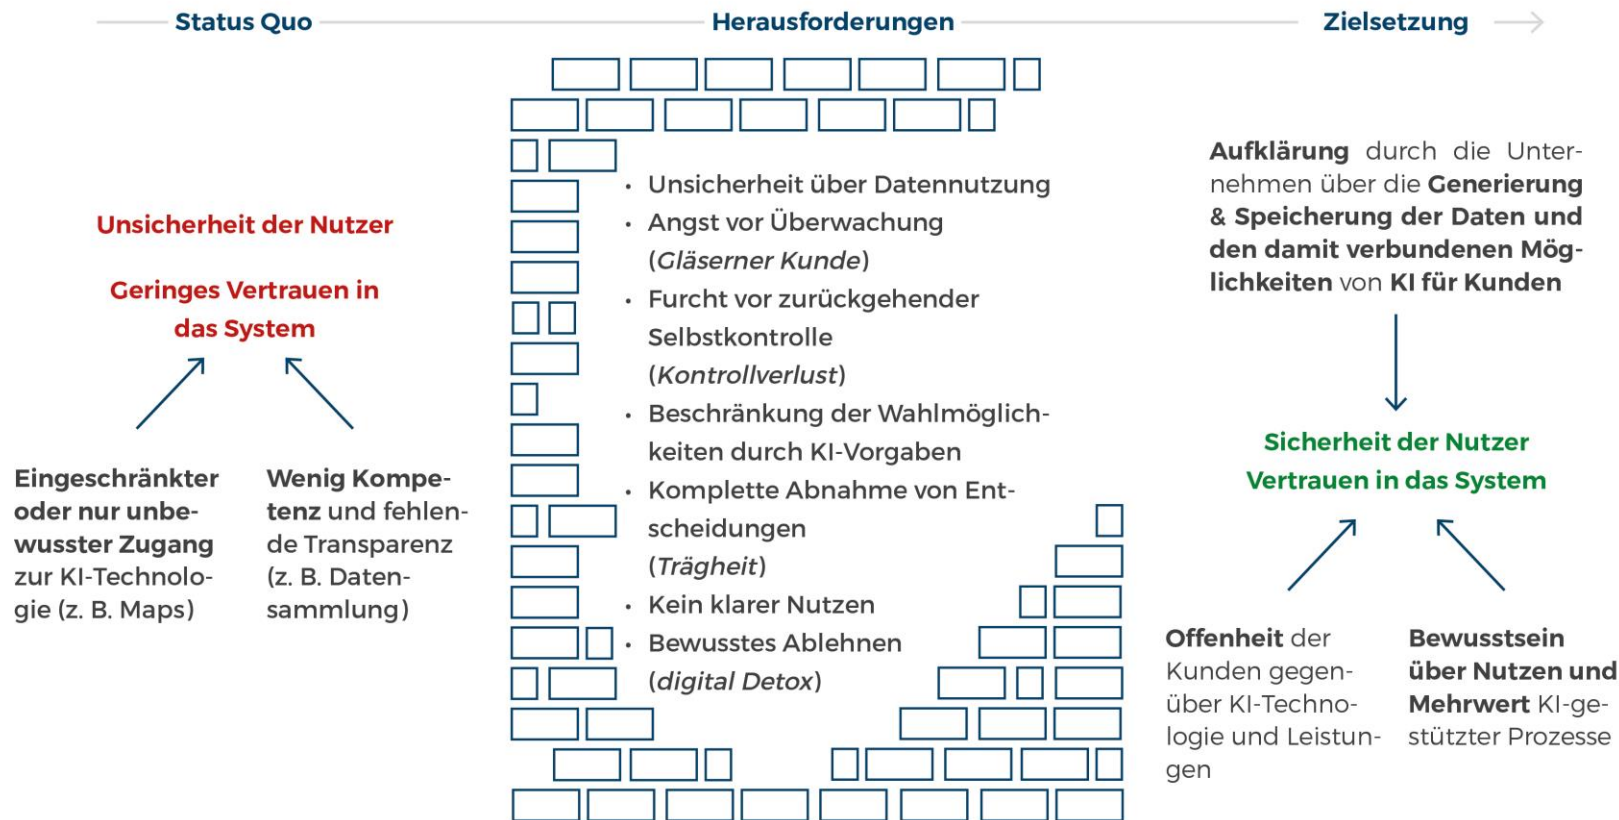 Status Quo
Herausforderungen
Zielsetzung
Unsicherheit der Nutzer
Geringes Vertrauen in
das System
Eingeschränkter
oder nur unbe-
wusster Zugang
zur KI-Technolo-
gie (z. B. Maps)
Wenig Kompe-
tenz und fehlen-
de Transparenz
(z. B. Daten-
sammlung)
• Unsicherheit über Datennutzung
• Angst vor Überwachung
(Gläserner Kunde)
• Furcht vor zurückgehender
Selbstkontrolle
(Kontrollverlust)
• Beschränkung der Wahlmöglich-
keiten durch KI-Vorgaben
• Komplette Abnahme von Ent-
scheidungen
(Trägheit)
• Kein klarer Nutzen
• Bewusstes Ablehnen
(digital Detox)
Aufklärung durch die Unter-
nehmen über die Generierung
& Speicherung der Daten und
den damit verbundenen Mög-
lichkeiten von KI für Kunden
Sicherheit der Nutzer
Vertrauen in das System
Offenheit der
Kunden gegen-
über KI-Techno-
logie und Leistun-
gen
Bewusstsein
über Nutzen und
Mehrwert KI-ge-
stützter Prozesse